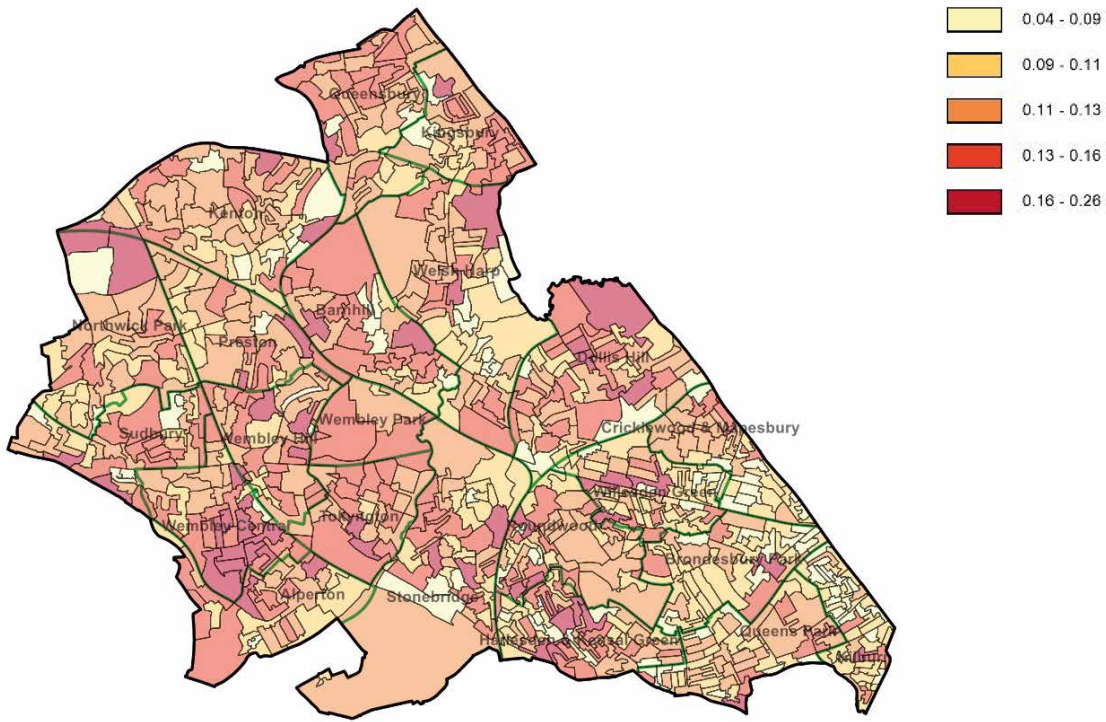 0.04 - 0.09
0.09 - 0.11
0.11 - 0.13
0.13 - 0.16
0.16 - 0.26
Queensbury
Kingsbury
Kenton
Welsh Harp
Barnhill
Northwick Park
Preston
Dollis Hill
Wembley Park
Cricklewood & Mapesbury
Sudbury
Wembley Hill
Willesden Green
Wembley Central
Tokyngton
Roundwood
Brondesbury Park
Alperton
Stonebridge
Harlesden & Kensal Green
Queens Park
Kilburn